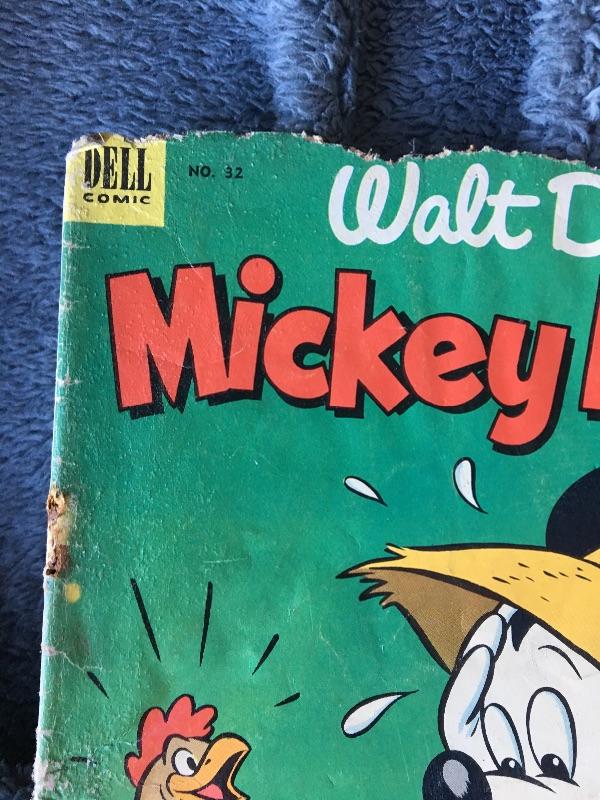 DELL
COMIC
NO. 32
Walt D
Mickey